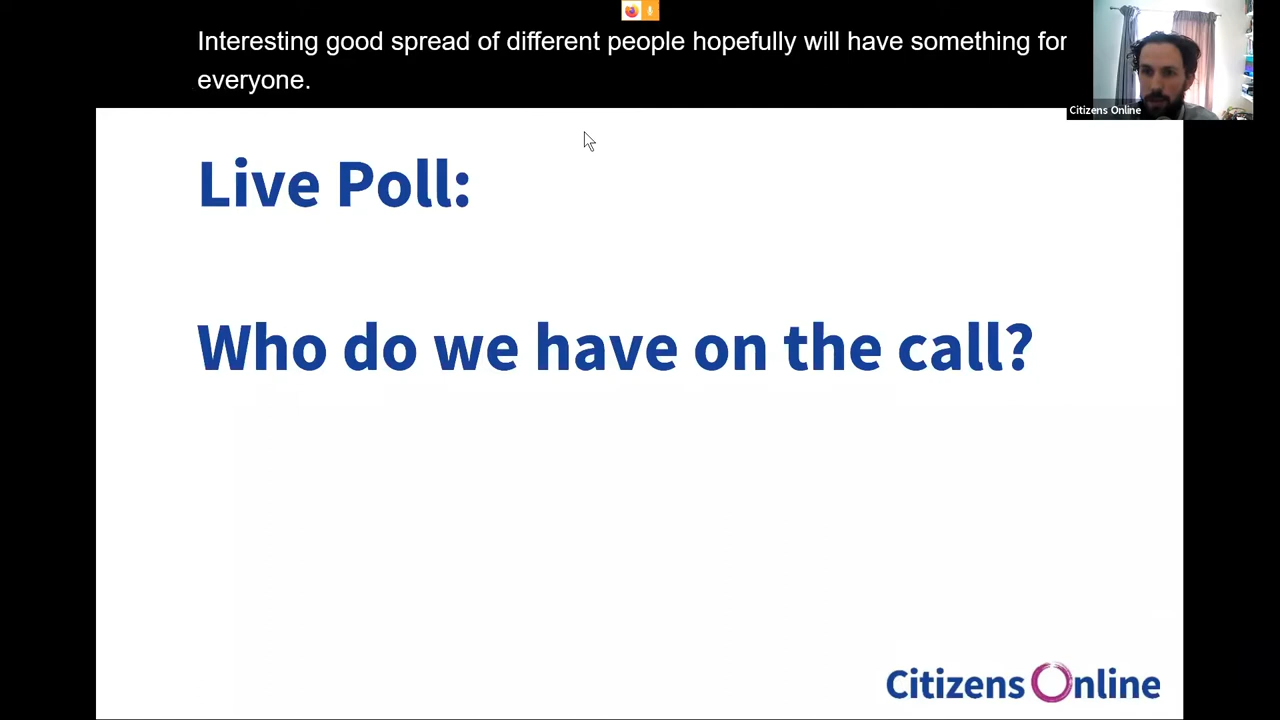 Interesting good spread of different people hopefully will have something for
everyone.
Citizens Online
Live Poll:
Who do we have on the call?
Citizens Online